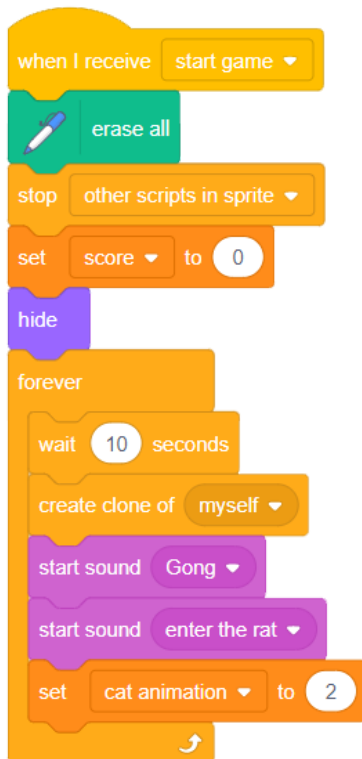 when I receive start game
erase all
stop other scripts in sprite
set score to 0
hide
forever
wait 10 seconds
create clone of myself
start sound Gong
start sound enter the rat
set cat animation to 2